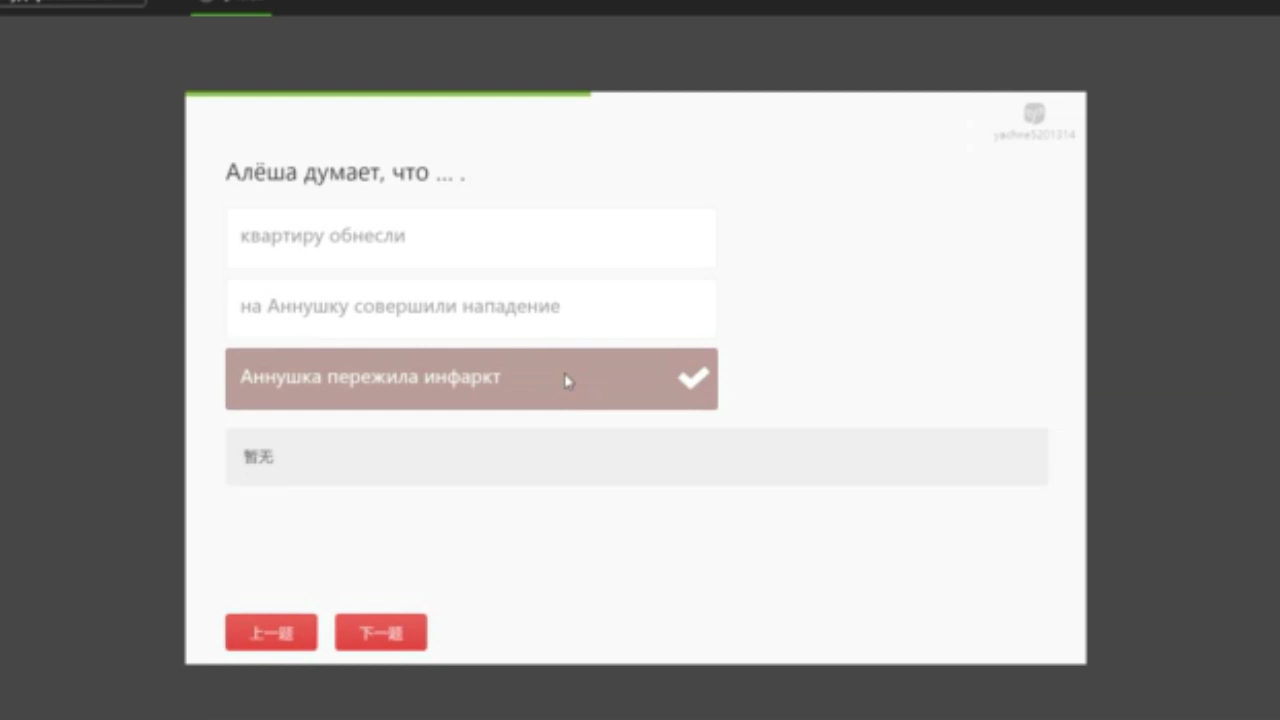 yachne5201314
Алёша думает, что ... .
квартиру обнесли
на Аннушку совершили нападение
Аннушка пережила инфаркт
暂无
上一题
下一题